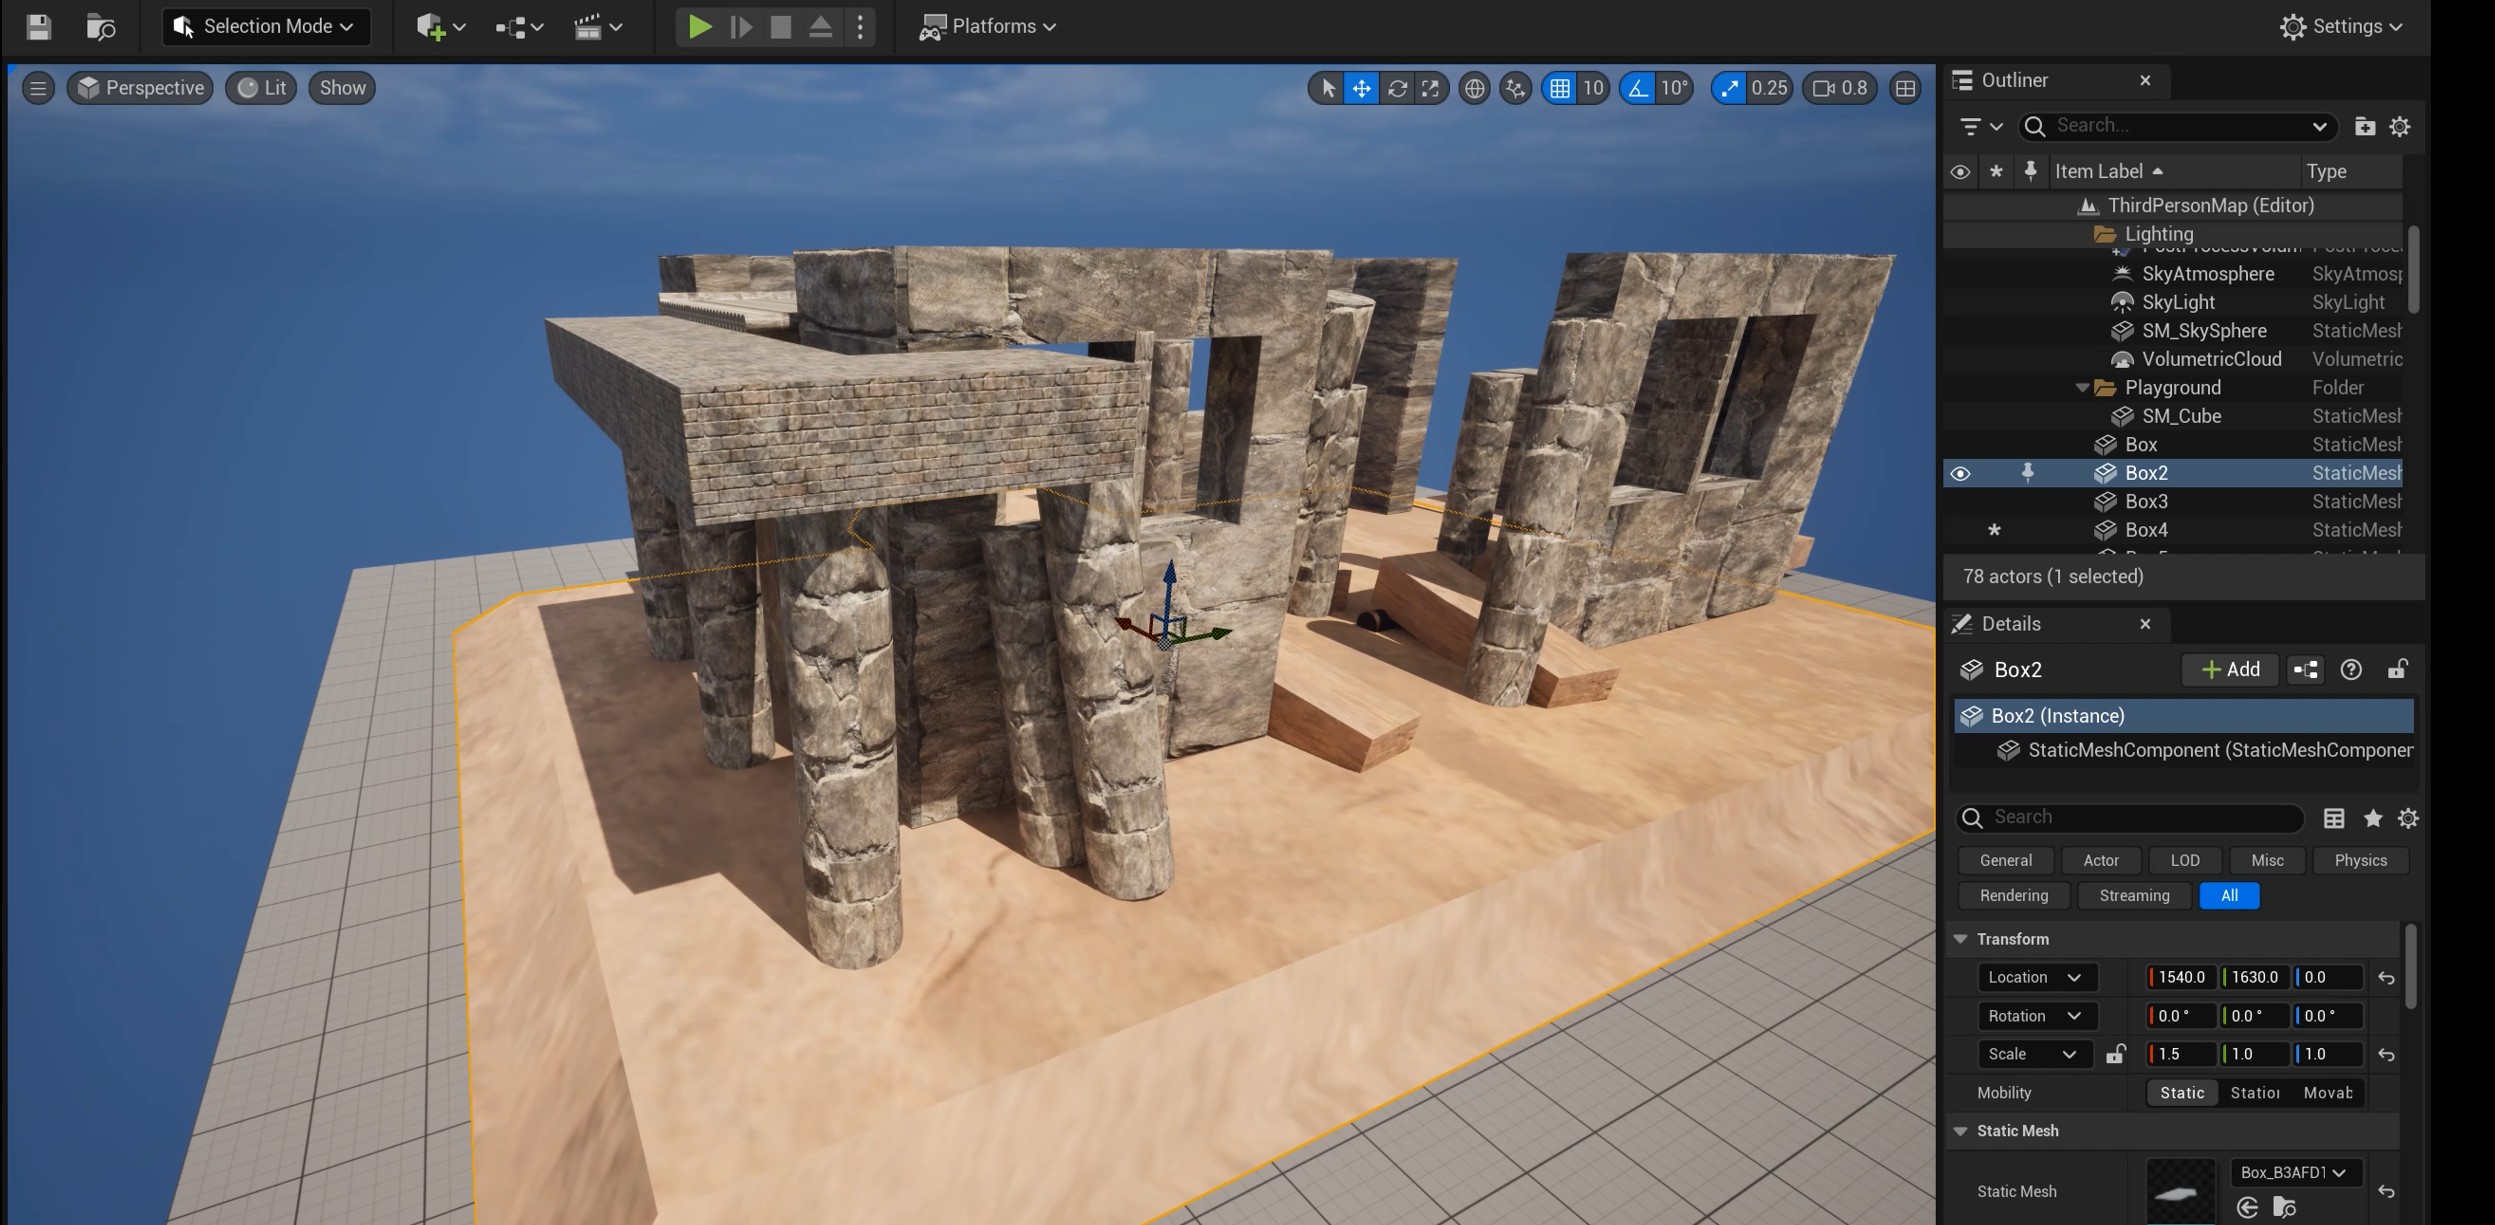 Selection Mode
Platforms
Settings
Perspective
Lit
Show
10
10°
0.25
0.8
Outliner
Search...
Item Label
Type
ThirdPersonMap (Editor)
Lighting
SkyAtmosphere SkyAtmosp
SkyLight SkyLight
SM_SkySphere StaticMesh
VolumetricCloud Volumetric
Playground Folder
SM_Cube StaticMesh
Box StaticMesh
Box2 StaticMesh
Box3 StaticMesh
* Box4 StaticMesh
78 actors (1 selected)
Details
Box2
Add
Box2 (Instance)
StaticMeshComponent (StaticMeshComponen
Search
General Actor LOD Misc Physics
Rendering Streaming All
Transform
Location 1540.0 1630.0 0.0
Rotation 0.0 ° 0.0 ° 0.0 °
Scale 1.5 1.0 1.0
Mobility Static Station Movab
Static Mesh
Box_B3AFD1
Static Mesh